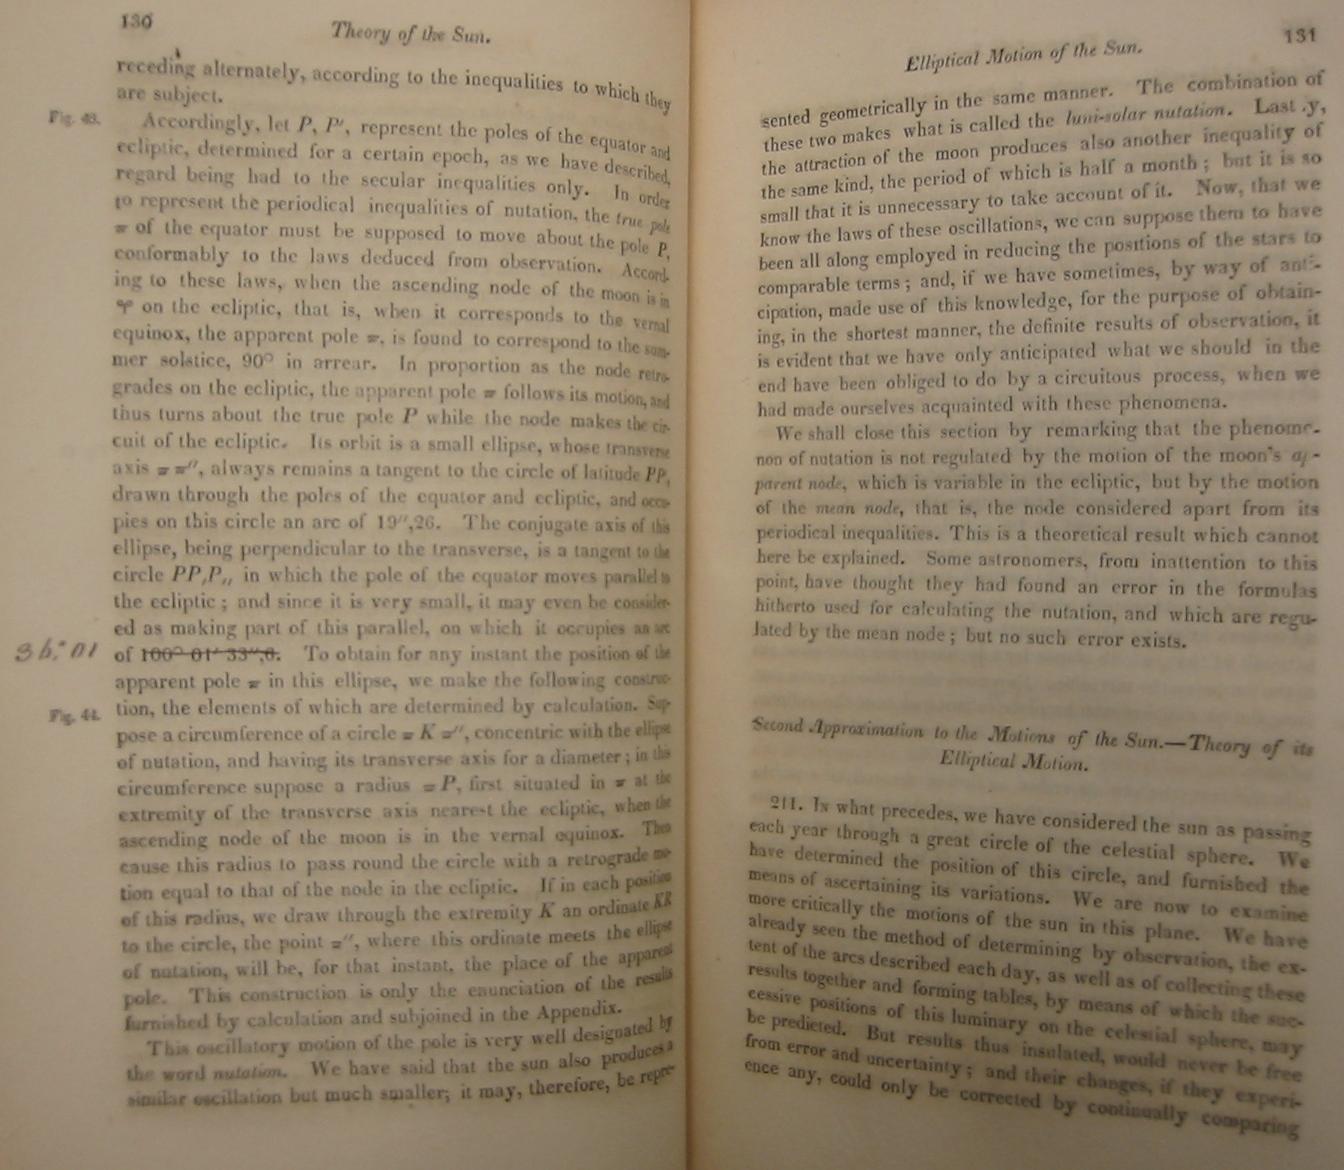 130
Theory of the Sun.
receding alternately, according to the inequalities to which they
are subject.
Fig. 43.
Accordingly, let P, P', represent the poles of the equator and
ecliptic, determined for a certain epoch, as we have described,
regard being had to the secular inequalities only. In order
to represent the periodical inequalities of nutation, the true pole
ϖ of the equator must be supposed to move about the pole P,
conformably to the laws deduced from observation. Accord-
ing to these laws, when the ascending node of the moon is in
♈ on the ecliptic, that is, when it corresponds to the vernal
equinox, the apparent pole ϖ, is found to correspond to the sum-
mer solstice, 90° in arrear. In proportion as the node retro-
grades on the ecliptic, the apparent pole ϖ follows its motion, and
thus turns about the true pole P while the node makes the cir-
cuit of the ecliptic. Its orbit is a small ellipse, whose transverse
axis ϖ ϖ'', always remains a tangent to the circle of latitude PP,
drawn through the poles of the equator and ecliptic, and occu-
pies on this circle an arc of 19'',26. The conjugate axis of this
ellipse, being perpendicular to the transverse, is a tangent to the
circle PP,P,, in which the pole of the equator moves parallel to
the ecliptic; and since it is very small, it may even be consider-
ed as making part of this parallel, on which it occupies an arc
36."01
of 100° 01' 33'',6. To obtain for any instant the position of the
apparent pole ϖ in this ellipse, we make the following construc-
Fig. 44.
tion, the elements of which are determined by calculation. Sup-
pose a circumference of a circle ϖ K ϖ'', concentric with the ellipse
of nutation, and having its transverse axis for a diameter; in this
circumference suppose a radius ϖ P, first situated in ϖ at the
extremity of the transverse axis nearest the ecliptic, when the
ascending node of the moon is in the vernal equinox. Then
cause this radius to pass round the circle with a retrograde mo-
tion equal to that of the node in the ecliptic. If in each position
of this radius, we draw through the extremity K an ordinate KR
to the circle, the point ϖ'', where this ordinate meets the ellipse
of nutation, will be, for that instant, the place of the apparent
pole. This construction is only the enunciation of the results
furnished by calculation and subjoined in the Appendix.
This oscillatory motion of the pole is very well designated by
the word nutation. We have said that the sun also produces a
similar oscillation but much smaller; it may, therefore, be repre-
Elliptical Motion of the Sun.
131
sented geometrically in the same manner. The combination of
these two makes what is called the luni-solar nutation. Last.y,
the attraction of the moon produces also another inequality of
the same kind, the period of which is half a month; but it is so
small that it is unnecessary to take account of it. Now, that we
know the laws of these oscillations, we can suppose them to have
been all along employed in reducing the positions of the stars to
comparable terms; and, if we have sometimes, by way of anti-
cipation, made use of this knowledge, for the purpose of obtain-
ing, in the shortest manner, the definite results of observation, it
is evident that we have only anticipated what we should in the
end have been obliged to do by a circuitous process, when we
had made ourselves acquainted with these phenomena.
We shall close this section by remarking that the phenome-
non of nutation is not regulated by the motion of the moon's ap-
parent node, which is variable in the ecliptic, but by the motion
of the mean node, that is, the node considered apart from its
periodical inequalities. This is a theoretical result which cannot
here be explained. Some astronomers, from inattention to this
point, have thought they had found an error in the formulas
hitherto used for calculating the nutation, and which are regu-
lated by the mean node; but no such error exists.
Second Approximation to the Motions of the Sun.—Theory of its
Elliptical Motion.
211. In what precedes, we have considered the sun as passing
each year through a great circle of the celestial sphere. We
have determined the position of this circle, and furnished the
means of ascertaining its variations. We are now to examine
more critically the motions of the sun in this plane. We have
already seen the method of determining by observation, the ex-
tent of the arcs described each day, as well as of collecting these
results together and forming tables, by means of which the suc-
cessive positions of this luminary on the celestial sphere, may
be predicted. But results thus insulated, would never be free
from error and uncertainty; and their changes, if they experi-
ence any, could only be corrected by continually comparing